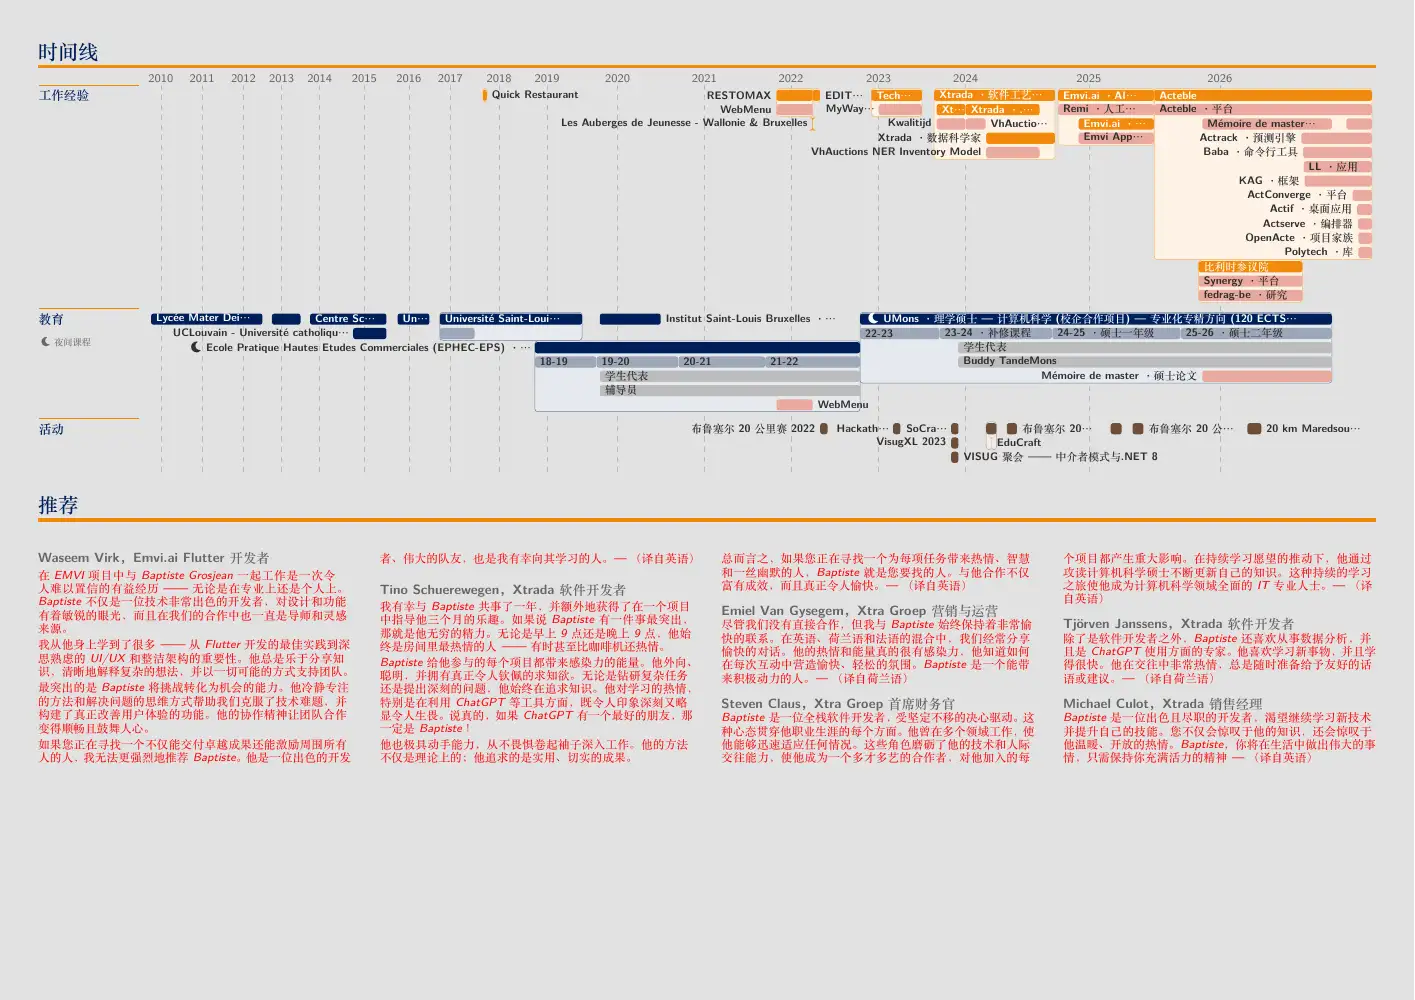 时间线
2010 2011 2012 2013 2014 2015 2016 2017 2018 2019 2020 2021 2022 2023 2024 2025 2026
工作经验
Quick Restaurant
RESTOMAX
EDIT···
Tech···
Xtrada · 软件工艺···
Emvi.ai · AI···
Acteble
WebMenu
MyWay···
Xt···
Xtrada · ···
Remi · 人工···
Acteble · 平台
Les Auberges de Jeunesse - Wallonie & Bruxelles
Kwalitijd
VhAuctio···
Emvi.ai · ···
Mémoire de master···
Xtrada · 数据科学家
Emvi App···
Actrack · 预测引擎
VhAuctions NER Inventory Model
Baba · 命令行工具
LL · 应用
KAG · 框架
ActConverge · 平台
Actif · 桌面应用
Actserve · 编排器
OpenActe · 项目家族
Polytech · 库
比利时参议院
Synergy · 平台
fedrag-be · 研究
教育
夜间课程
Lycée Mater Dei···
Centre Sc···
Un···
Université Saint-Loui···
Institut Saint-Louis Bruxelles · ···
UMons · 理学硕士 — 计算机科学 (校企合作项目) — 专业化专精方向 (120 ECTS···
UCLouvain - Université catholiqu···
22-23
23-24 · 补修课程
24-25 · 硕士一年级
25-26 · 硕士二年级
Ecole Pratique Hautes Etudes Commerciales (EPHEC-EPS) · ···
学生代表
18-19
19-20
20-21
21-22
Buddy TandeMons
学生代表
Mémoire de master · 硕士论文
辅导员
WebMenu
活动
布鲁塞尔 20 公里赛 2022
Hackath···
SoCra···
布鲁塞尔 20···
布鲁塞尔 20 公···
20 km Maredsou···
VisugXL 2023
EduCraft
VISUG 聚会 —— 中介者模式与.NET 8
推荐
Waseem Virk，Emvi.ai Flutter 开发者
在 EMVI 项目中与 Baptiste Grosjean 一起工作是一次令
人难以置信的有益经历 —— 无论是在专业上还是个人上。
Baptiste 不仅是一位技术非常出色的开发者，对设计和功能
有着敏锐的眼光，而且在我们的合作中也一直是导师和灵感
来源。
我从他身上学到了很多 —— 从 Flutter 开发的最佳实践到深
思熟虑的 UI/UX 和整洁架构的重要性。他总是乐于分享知
识，清晰地解释复杂的想法，并以一切可能的方式支持团队。
最突出的是 Baptiste 将挑战转化为机会的能力。他冷静专注
的方法和解决问题的思维方式帮助我们克服了技术难题，并
构建了真正改善用户体验的功能。他的协作精神让团队合作
变得顺畅且鼓舞人心。
如果您正在寻找一个不仅能交付卓越成果还能激励周围所有
人的人，我无法更强烈地推荐 Baptiste。他是一位出色的开发
者、伟大的队友，也是我有幸向其学习的人。—（译自英语）
Tino Schuerewegen，Xtrada 软件开发者
我有幸与 Baptiste 共事了一年，并额外地获得了在一个项目
中指导他三个月的乐趣。如果说 Baptiste 有一件事最突出，
那就是他无穷的精力。无论是早上 9 点还是晚上 9 点，他始
终是房间里最热情的人 —— 有时甚至比咖啡机还热情。
Baptiste 给他参与的每个项目都带来感染力的能量。他外向、
聪明，并拥有真正令人钦佩的求知欲。无论是钻研复杂任务
还是提出深刻的问题，他始终在追求知识。他对学习的热情，
特别是在利用 ChatGPT 等工具方面，既令人印象深刻又略
显令人生畏。说真的，如果 ChatGPT 有一个最好的朋友，那
一定是 Baptiste！
他也极具动手能力，从不畏惧卷起袖子深入工作。他的方法
不仅是理论上的；他追求的是实用、切实的成果。
总而言之，如果您正在寻找一个为每项任务带来热情、智慧
和一丝幽默的人，Baptiste 就是您要找的人。与他合作不仅
富有成效，而且真正令人愉快。—（译自英语）
Emiel Van Gysegem，Xtra Groep 营销与运营
尽管我们没有直接合作，但我与 Baptiste 始终保持着非常愉
快的联系。在英语、荷兰语和法语的混合中，我们经常分享
愉快的对话。他的热情和能量真的很有感染力，他知道如何
在每次互动中营造愉快、轻松的氛围。Baptiste 是一个能带
来积极动力的人。—（译自荷兰语）
Steven Claus，Xtra Groep 首席财务官
Baptiste 是一位全栈软件开发者，受坚定不移的决心驱动。这
种心态贯穿他职业生涯的每个方面。他曾在多个领域工作，使
他能够迅速适应任何情况。这些角色磨砺了他的技术和人际
交往能力，使他成为一个多才多艺的合作者，对他加入的每
个项目都产生重大影响。在持续学习愿望的推动下，他通过
攻读计算机科学硕士不断更新自己的知识。这种持续的学习
之旅使他成为计算机科学领域全面的 IT 专业人士。—（译
自英语）
Tjörven Janssens，Xtrada 软件开发者
除了是软件开发者之外，Baptiste 还喜欢从事数据分析，并
且是 ChatGPT 使用方面的专家。他喜欢学习新事物，并且学
得很快。他在交往中非常热情，总是随时准备给予友好的话
语或建议。—（译自荷兰语）
Michael Culot，Xtrada 销售经理
Baptiste 是一位出色且尽职的开发者，渴望继续学习新技术
并提升自己的技能。您不仅会惊叹于他的知识，还会惊叹于
他温暖、开放的热情。Baptiste，你将在生活中做出伟大的事
情，只需保持你充满活力的精神 —（译自英语）